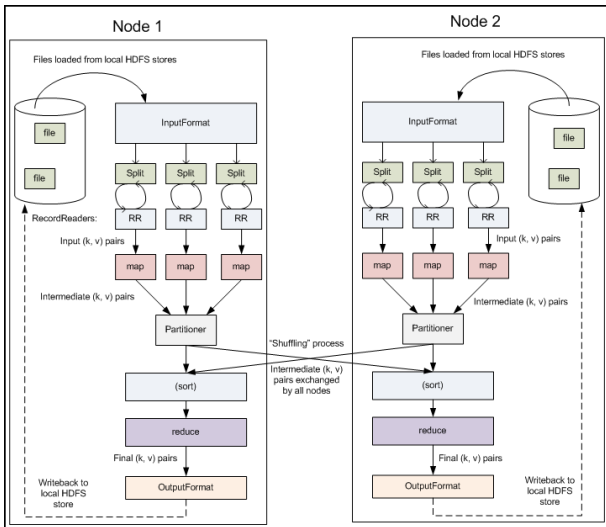 Node 1
Node 2
Files loaded from local HDFS stores
file
file
InputFormat
Split
Split
Split
RecordReaders:
RR
RR
RR
Input (k, v) pairs
map
map
map
Intermediate (k, v) pairs
Partitioner
(sort)
reduce
Final (k, v) pairs
Writeback to
local HDFS
store
OutputFormat
"Shuffling" process
Intermediate (k, v)
pairs exchanged
by all nodes
Files loaded from local HDFS stores
InputFormat
file
file
Split
Split
Split
RR
RR
RR
Input (k, v) pairs
map
map
map
Intermediate (k, v) pairs
Partitioner
(sort)
reduce
Final (k, v) pairs
Writeback to
local HDFS
store
OutputFormat